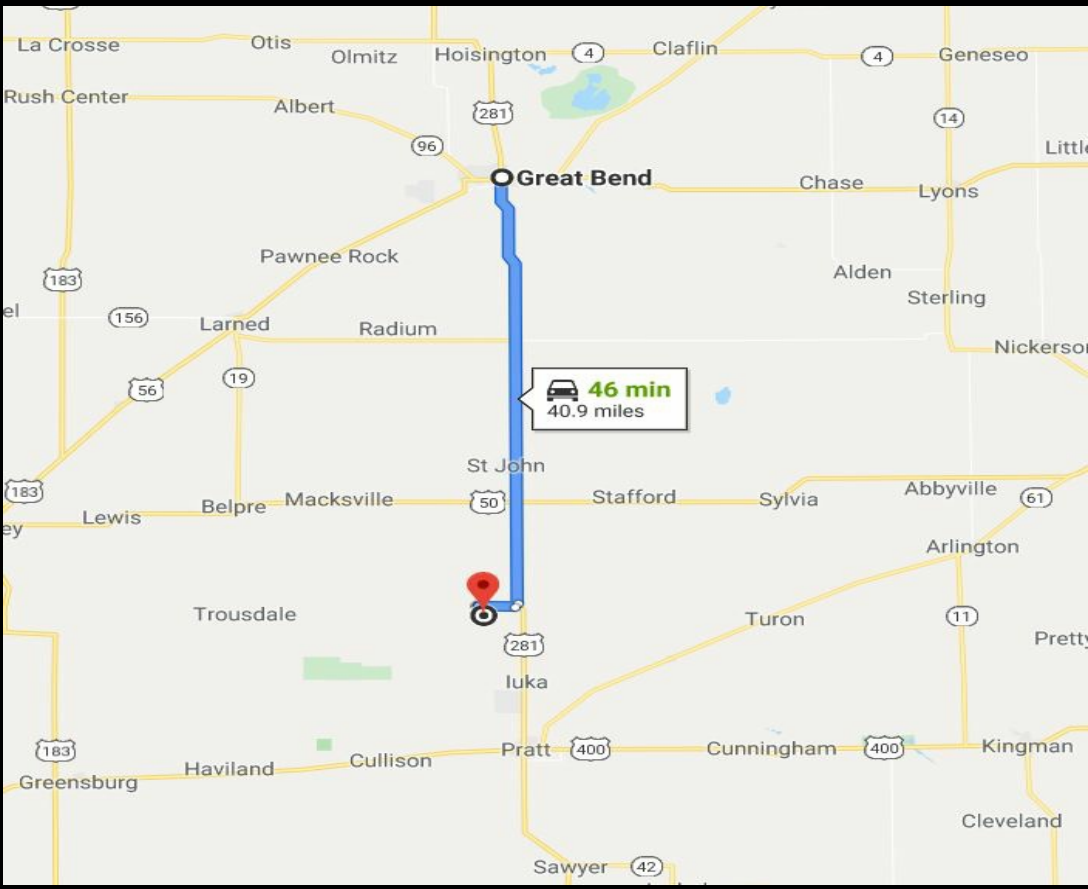 La Crosse
Otis
Olmitz
Hoisington
4
Claflin
4
Geneseo
Rush Center
Albert
281
14
96
Little
Great Bend
Chase
Lyons
Pawnee Rock
183
Alden
Sterling
el
156
Larned
Radium
Nickerson
19
56
46 min
40.9 miles
St John
183
Belpre
Macksville
50
Stafford
Sylvia
Abbyville
61
ey
Lewis
Arlington
Trousdale
Turon
11
281
Pretty
Iuka
183
Pratt
400
Cunningham
400
Kingman
Greensburg
Haviland
Cullison
Cleveland
Sawyer
42